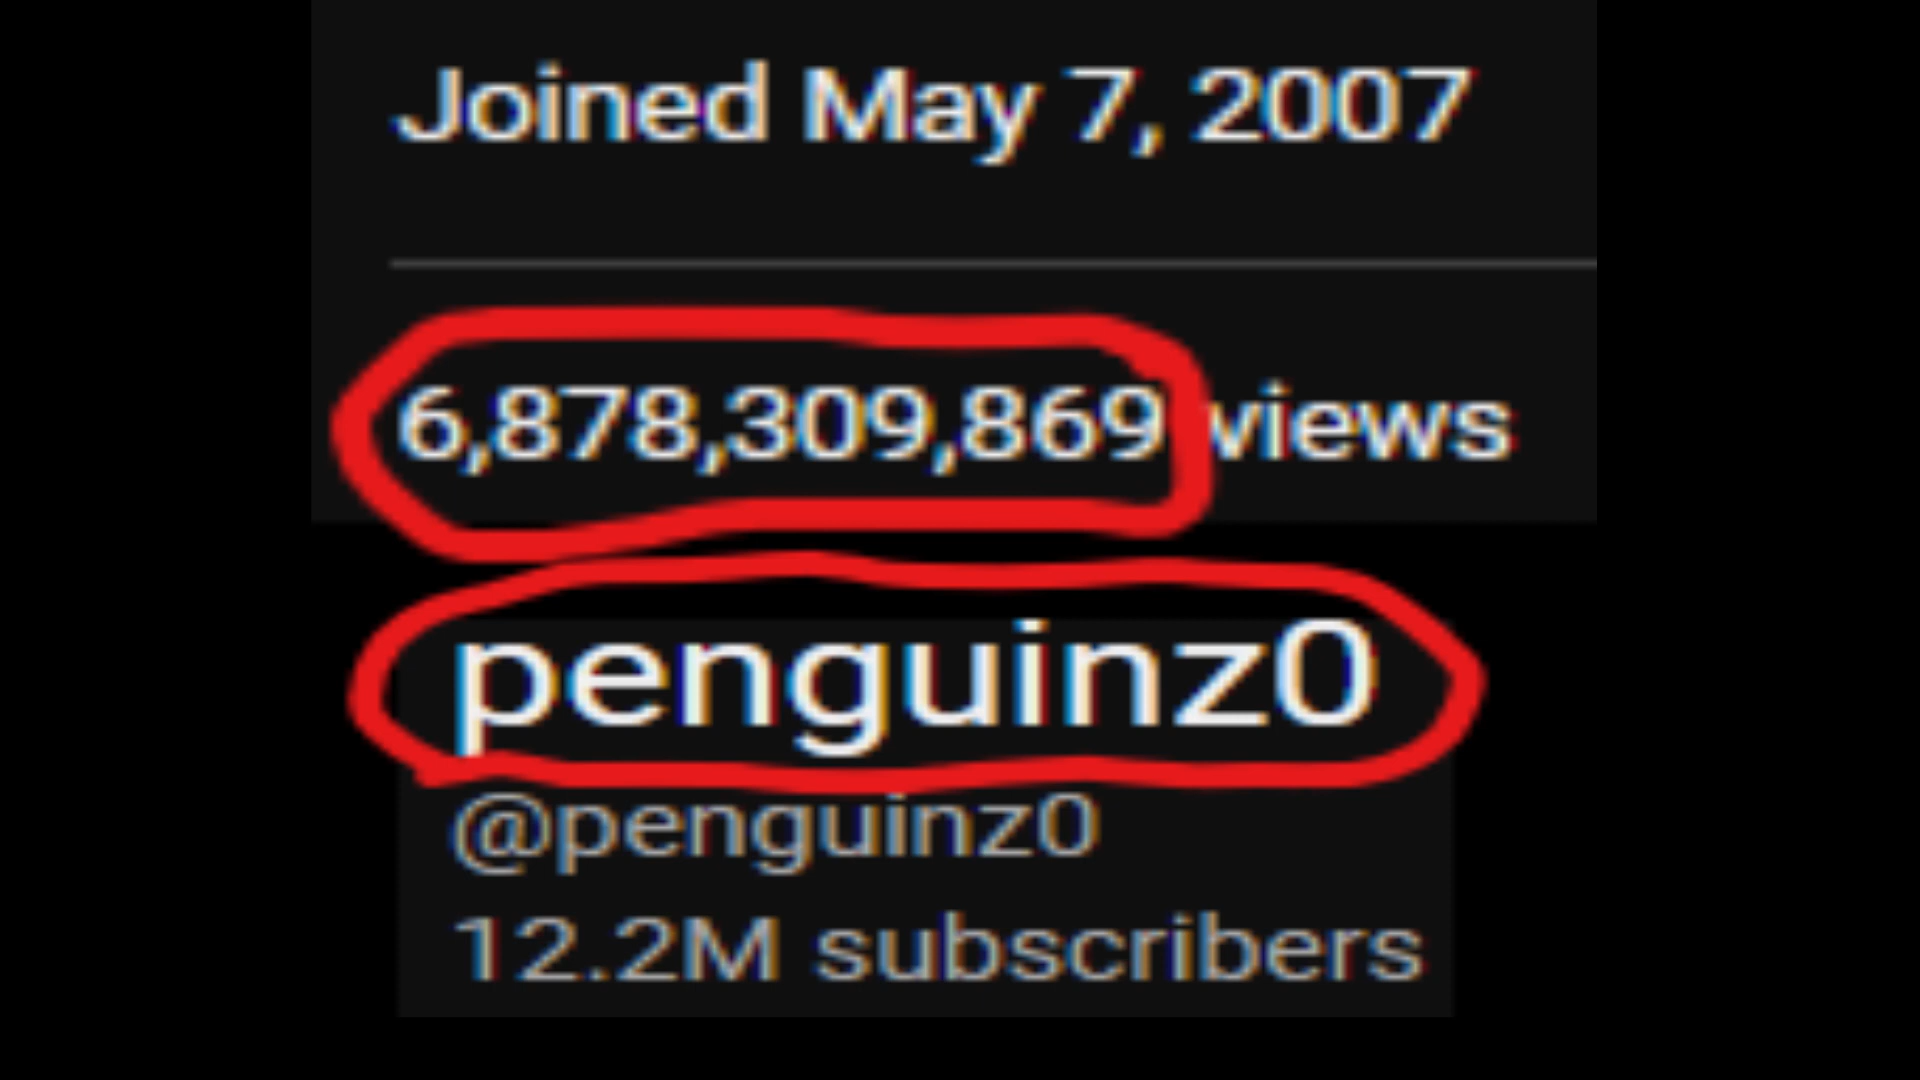 Joined May 7, 2007
6,878,309,869 views
penguinz0
@penguinz0
12.2M subscribers